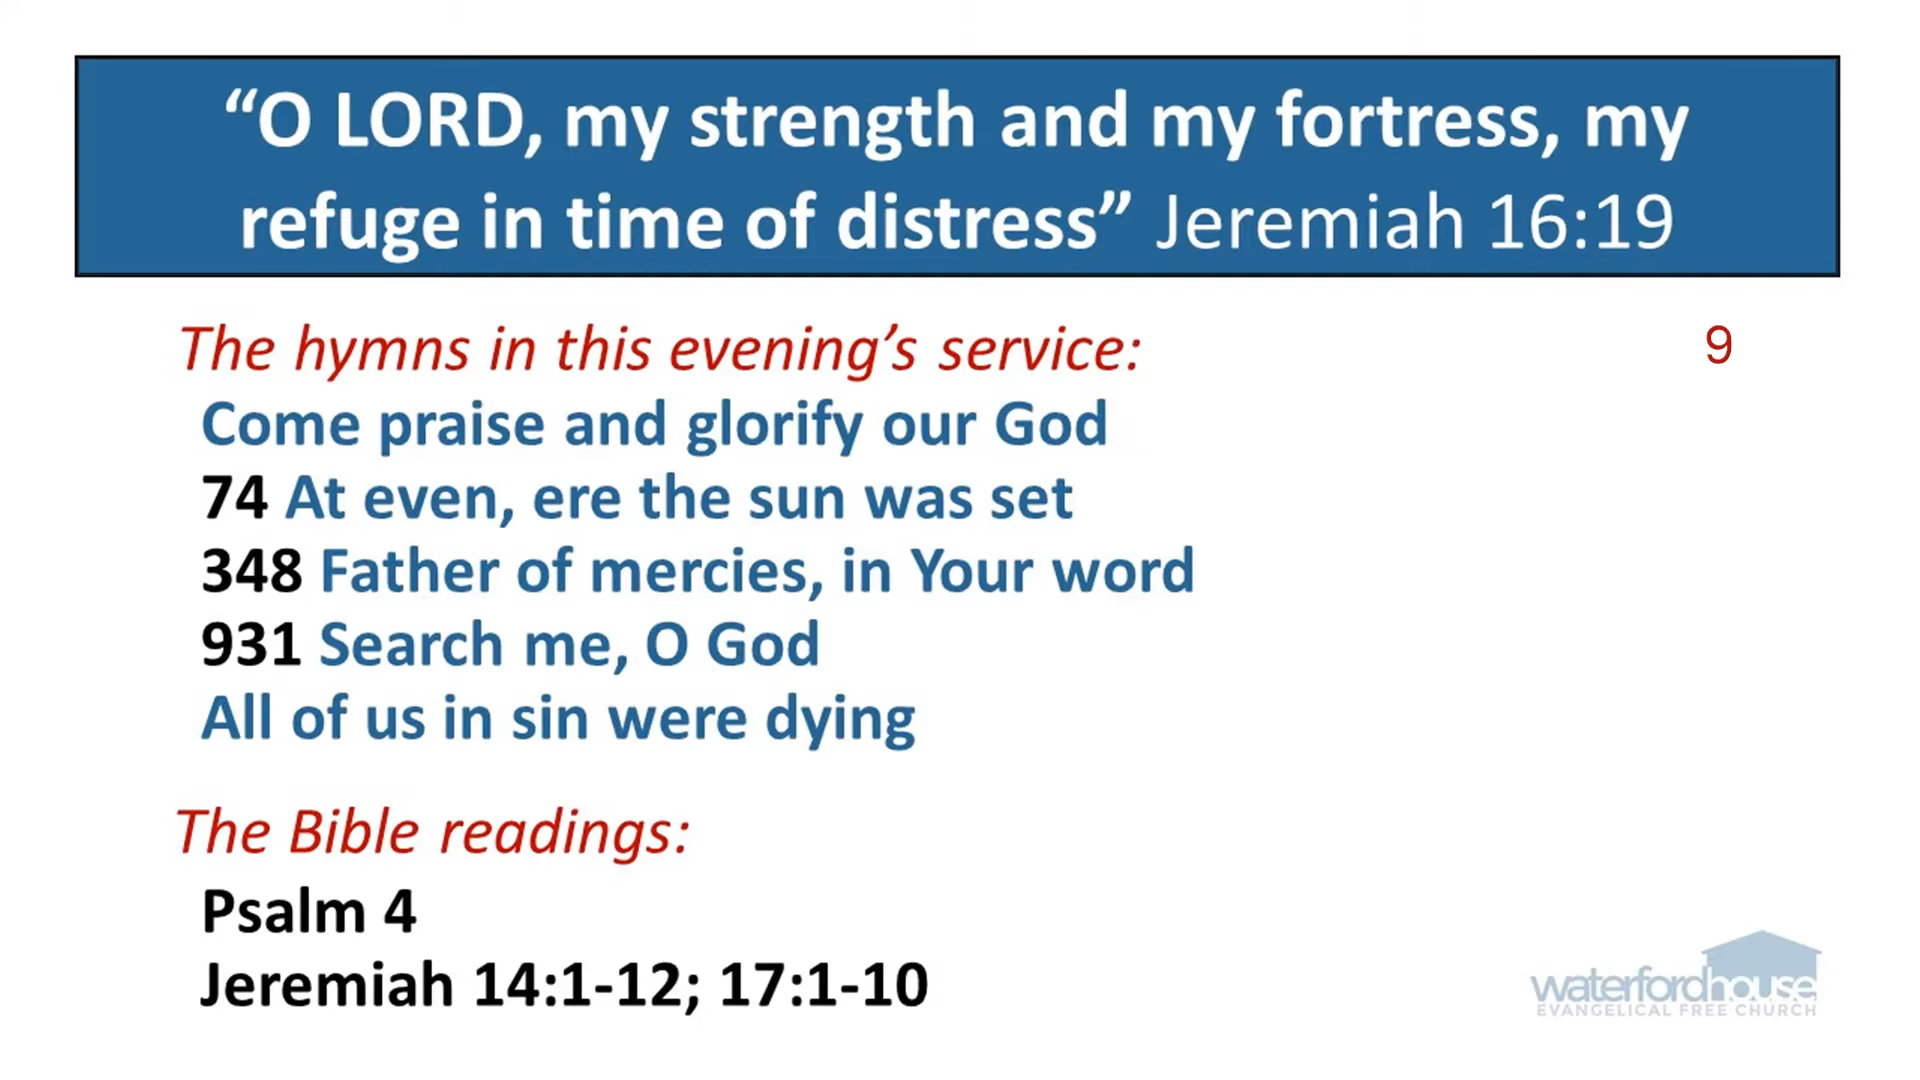 “O LORD, my strength and my fortress, my
refuge in time of distress” Jeremiah 16:19
The hymns in this evening’s service:
9
Come praise and glorify our God
74 At even, ere the sun was set
348 Father of mercies, in Your word
931 Search me, O God
All of us in sin were dying
The Bible readings:
Psalm 4
Jeremiah 14:1-12; 17:1-10
waterfordhouse
EVANGELICAL FREE CHURCH